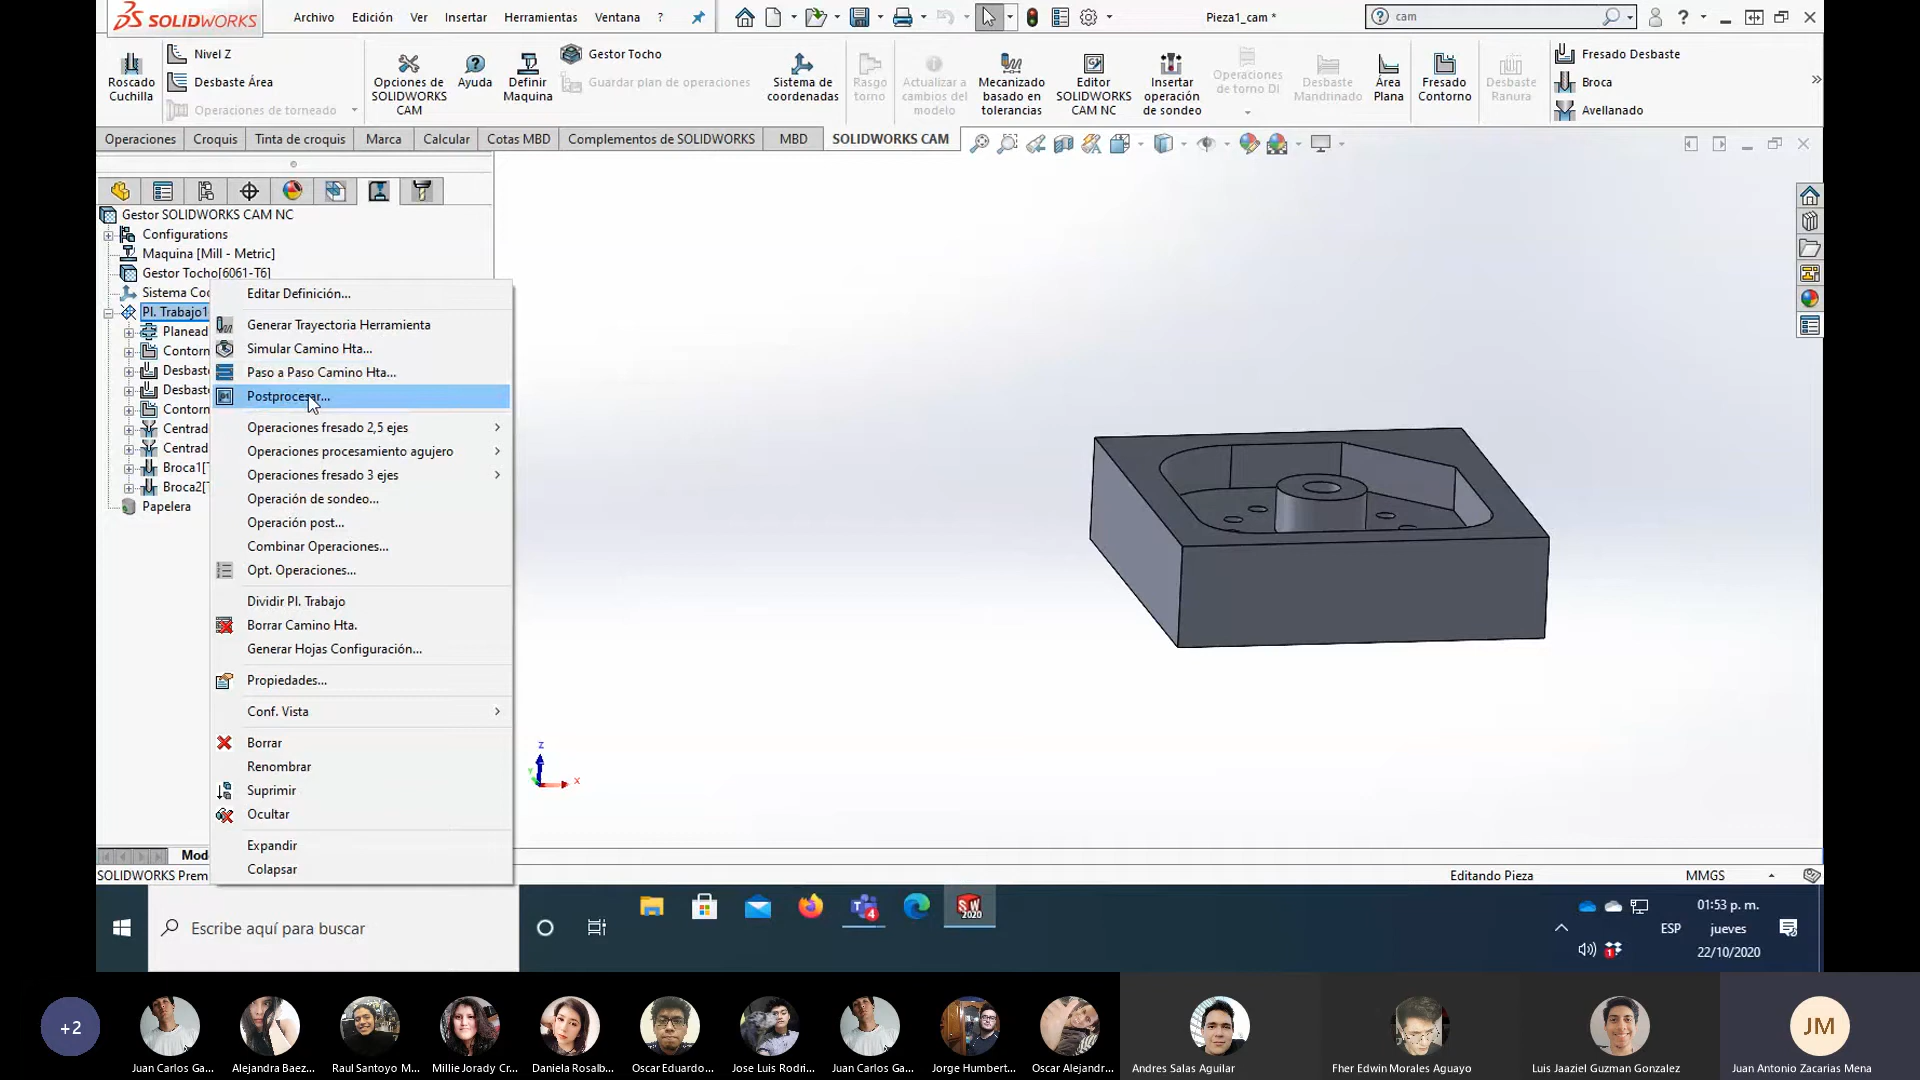 SOLIDWORKS
Archivo Edición Ver Insertar Herramientas Ventana ?
Pieza1_cam *
cam
Roscado Cuchilla
Nivel Z
Desbaste Área
Operaciones de torneado
Opciones de SOLIDWORKS CAM
Ayuda
Definir Maquina
Gestor Tocho
Guardar plan de operaciones
Sistema de coordenadas
Rasgo torno
Actualizar a cambios del modelo
Mecanizado basado en tolerancias
Editor SOLIDWORKS CAM NC
Insertar operación de sondeo
Operaciones de torno DI
Desbaste Mandrinado
Área Plana
Fresado Contorno
Desbaste Ranura
Fresado Desbaste
Broca
Avellanado
Operaciones Croquis Tinta de croquis Marca Calcular Cotas MBD Complementos de SOLIDWORKS MBD SOLIDWORKS CAM
Gestor SOLIDWORKS CAM NC
Configurations
Maquina [Mill - Metric]
Gestor Tocho[6061-T6]
Sistema Coo
Pl. Trabajo1
Planead
Contorn
Desbaste
Desbaste
Contorn
Centrad
Centrad
Broca1[T
Broca2[T
Papelera
Editar Definición...
Generar Trayectoria Herramienta
Simular Camino Hta...
Paso a Paso Camino Hta...
Postprocesar...
Operaciones fresado 2,5 ejes
Operaciones procesamiento agujero
Operaciones fresado 3 ejes
Operación de sondeo...
Operación post...
Combinar Operaciones...
Opt. Operaciones...
Dividir Pl. Trabajo
Borrar Camino Hta.
Generar Hojas Configuración...
Propiedades...
Conf. Vista
Borrar
Renombrar
Suprimir
Ocultar
Expandir
Colapsar
Z
Y
X
Mode
SOLIDWORKS Prem
Editando Pieza
MMGS
Escribe aquí para buscar
4
SW 2020
ESP
01:53 p. m.
jueves
22/10/2020
1
+2
JM
Juan Carlos Ga...
Alejandra Baez...
Raul Santoyo M...
Millie Jorady Cr...
Daniela Rosalb...
Oscar Eduardo...
Jose Luis Rodri...
Juan Carlos Ga...
Jorge Humbert...
Oscar Alejandr...
Andres Salas Aguilar
Fher Edwin Morales Aguayo
Luis Jaaziel Guzman Gonzalez
Juan Antonio Zacarias Mena